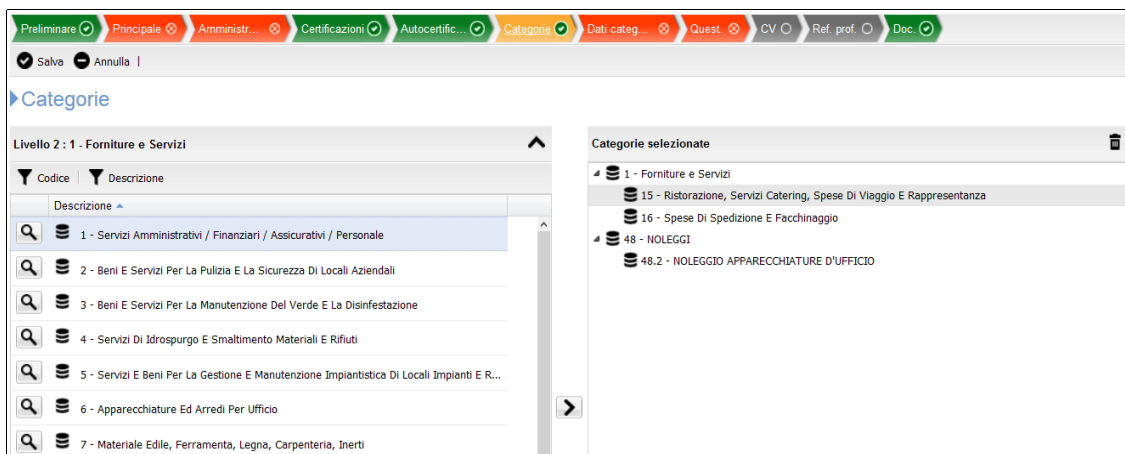 Preliminare Principale Amministr... Certificazioni Autocertific... Categorie Dati categ... Quest. CV Ref. prof. Doc.
Salva Annulla |
Categorie
Livello 2 : 1 - Forniture e Servizi
Codice Descrizione
Descrizione
1 - Servizi Amministrativi / Finanziari / Assicurativi / Personale
2 - Beni E Servizi Per La Pulizia E La Sicurezza Di Locali Aziendali
3 - Beni E Servizi Per La Manutenzione Del Verde E La Disinfestazione
4 - Servizi Di Idrospurgo E Smaltimento Materiali E Rifiuti
5 - Servizi E Beni Per La Gestione E Manutenzione Impiantistica Di Locali Impianti E R...
6 - Apparecchiature Ed Arredi Per Ufficio
7 - Materiale Edile, Ferramenta, Legna, Carpenteria, Inerti
Categorie selezionate
1 - Forniture e Servizi
15 - Ristorazione, Servizi Catering, Spese Di Viaggio E Rappresentanza
16 - Spese Di Spedizione E Facchinaggio
48 - NOLEGGI
48.2 - NOLEGGIO APPARECCHIATURE D'UFFICIO